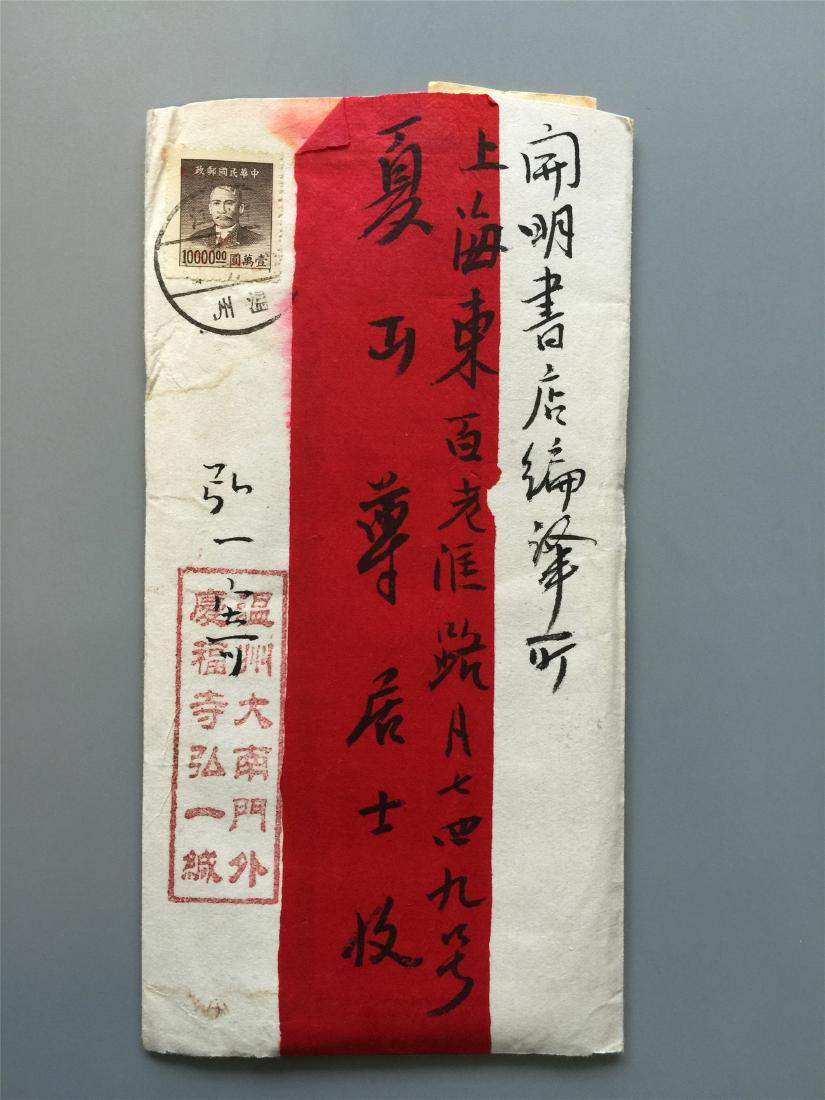 開明書店編譯所
上海東百老滙路月七四九号
夏丏尊居士收
中華民國郵政
10000.00
壹萬圓
溫州
弘一寄
溫州大南門外
慶福寺弘一緘